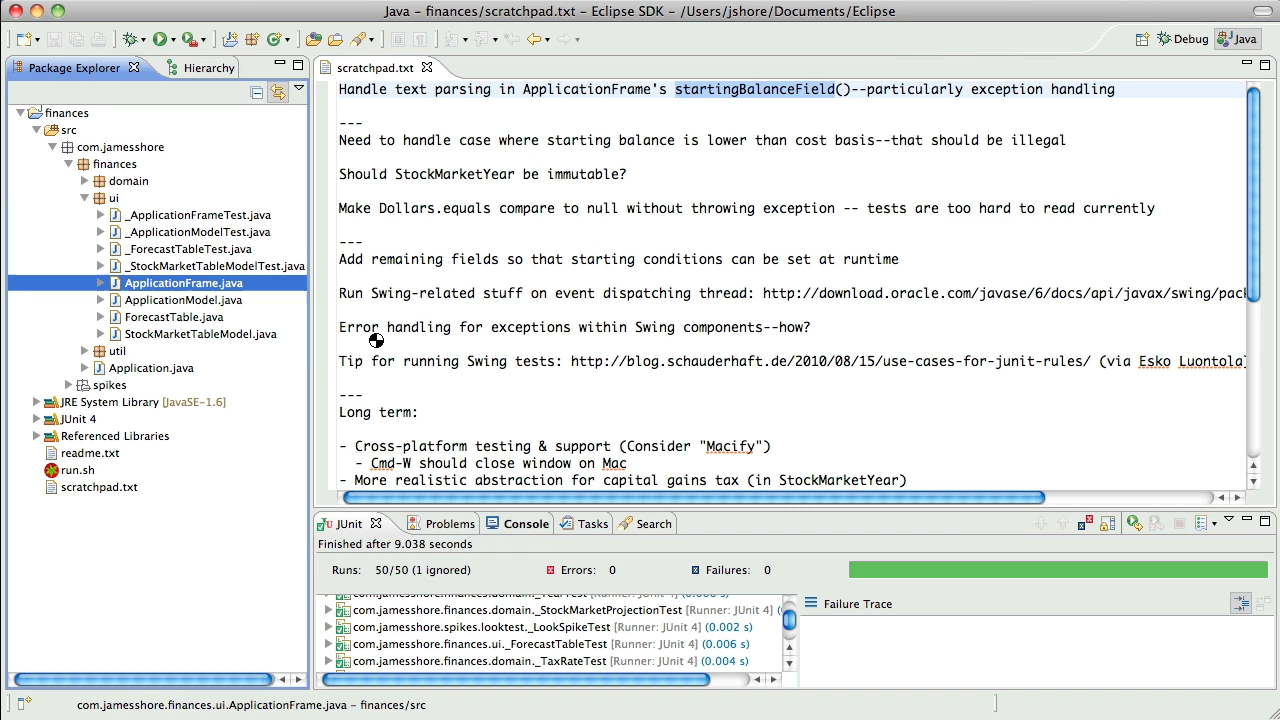 Java - finances/scratchpad.txt - Eclipse SDK - /Users/jshore/Documents/Eclipse
Debug
Java
Package Explorer
Hierarchy
finances
src
com.jamesshore
finances
domain
ui
_ApplicationFrameTest.java
_ApplicationModelTest.java
_ForecastTableTest.java
_StockMarketTableModelTest.java
ApplicationFrame.java
ApplicationModel.java
ForecastTable.java
StockMarketTableModel.java
util
Application.java
spikes
JRE System Library [JavaSE-1.6]
JUnit 4
Referenced Libraries
readme.txt
run.sh
scratchpad.txt
scratchpad.txt
Handle text parsing in ApplicationFrame's startingBalanceField()--particularly exception handling
---
Need to handle case where starting balance is lower than cost basis--that should be illegal
Should StockMarketYear be immutable?
Make Dollars.equals compare to null without throwing exception -- tests are too hard to read currently
---
Add remaining fields so that starting conditions can be set at runtime
Run Swing-related stuff on event dispatching thread: http://download.oracle.com/javase/6/docs/api/javax/swing/pack
Error handling for exceptions within Swing components--how?
Tip for running Swing tests: http://blog.schauderhaft.de/2010/08/15/use-cases-for-junit-rules/ (via Esko Luontola)
---
Long term:
- Cross-platform testing & support (Consider "Macify")
- Cmd-W should close window on Mac
- More realistic abstraction for capital gains tax (in StockMarketYear)
JUnit
Problems
Console
Tasks
Search
Finished after 9.038 seconds
Runs: 50/50 (1 ignored)
Errors: 0
Failures: 0
com.jamesshore.finances.domain._StockMarketProjectionTest [Runner: JUnit 4] (
com.jamesshore.spikes.looktest._LookSpikeTest [Runner: JUnit 4] (0.002 s)
com.jamesshore.finances.ui._ForecastTableTest [Runner: JUnit 4] (0.006 s)
com.jamesshore.finances.domain._TaxRateTest [Runner: JUnit 4] (0.004 s)
Failure Trace
com.jamesshore.finances.ui.ApplicationFrame.java - finances/src